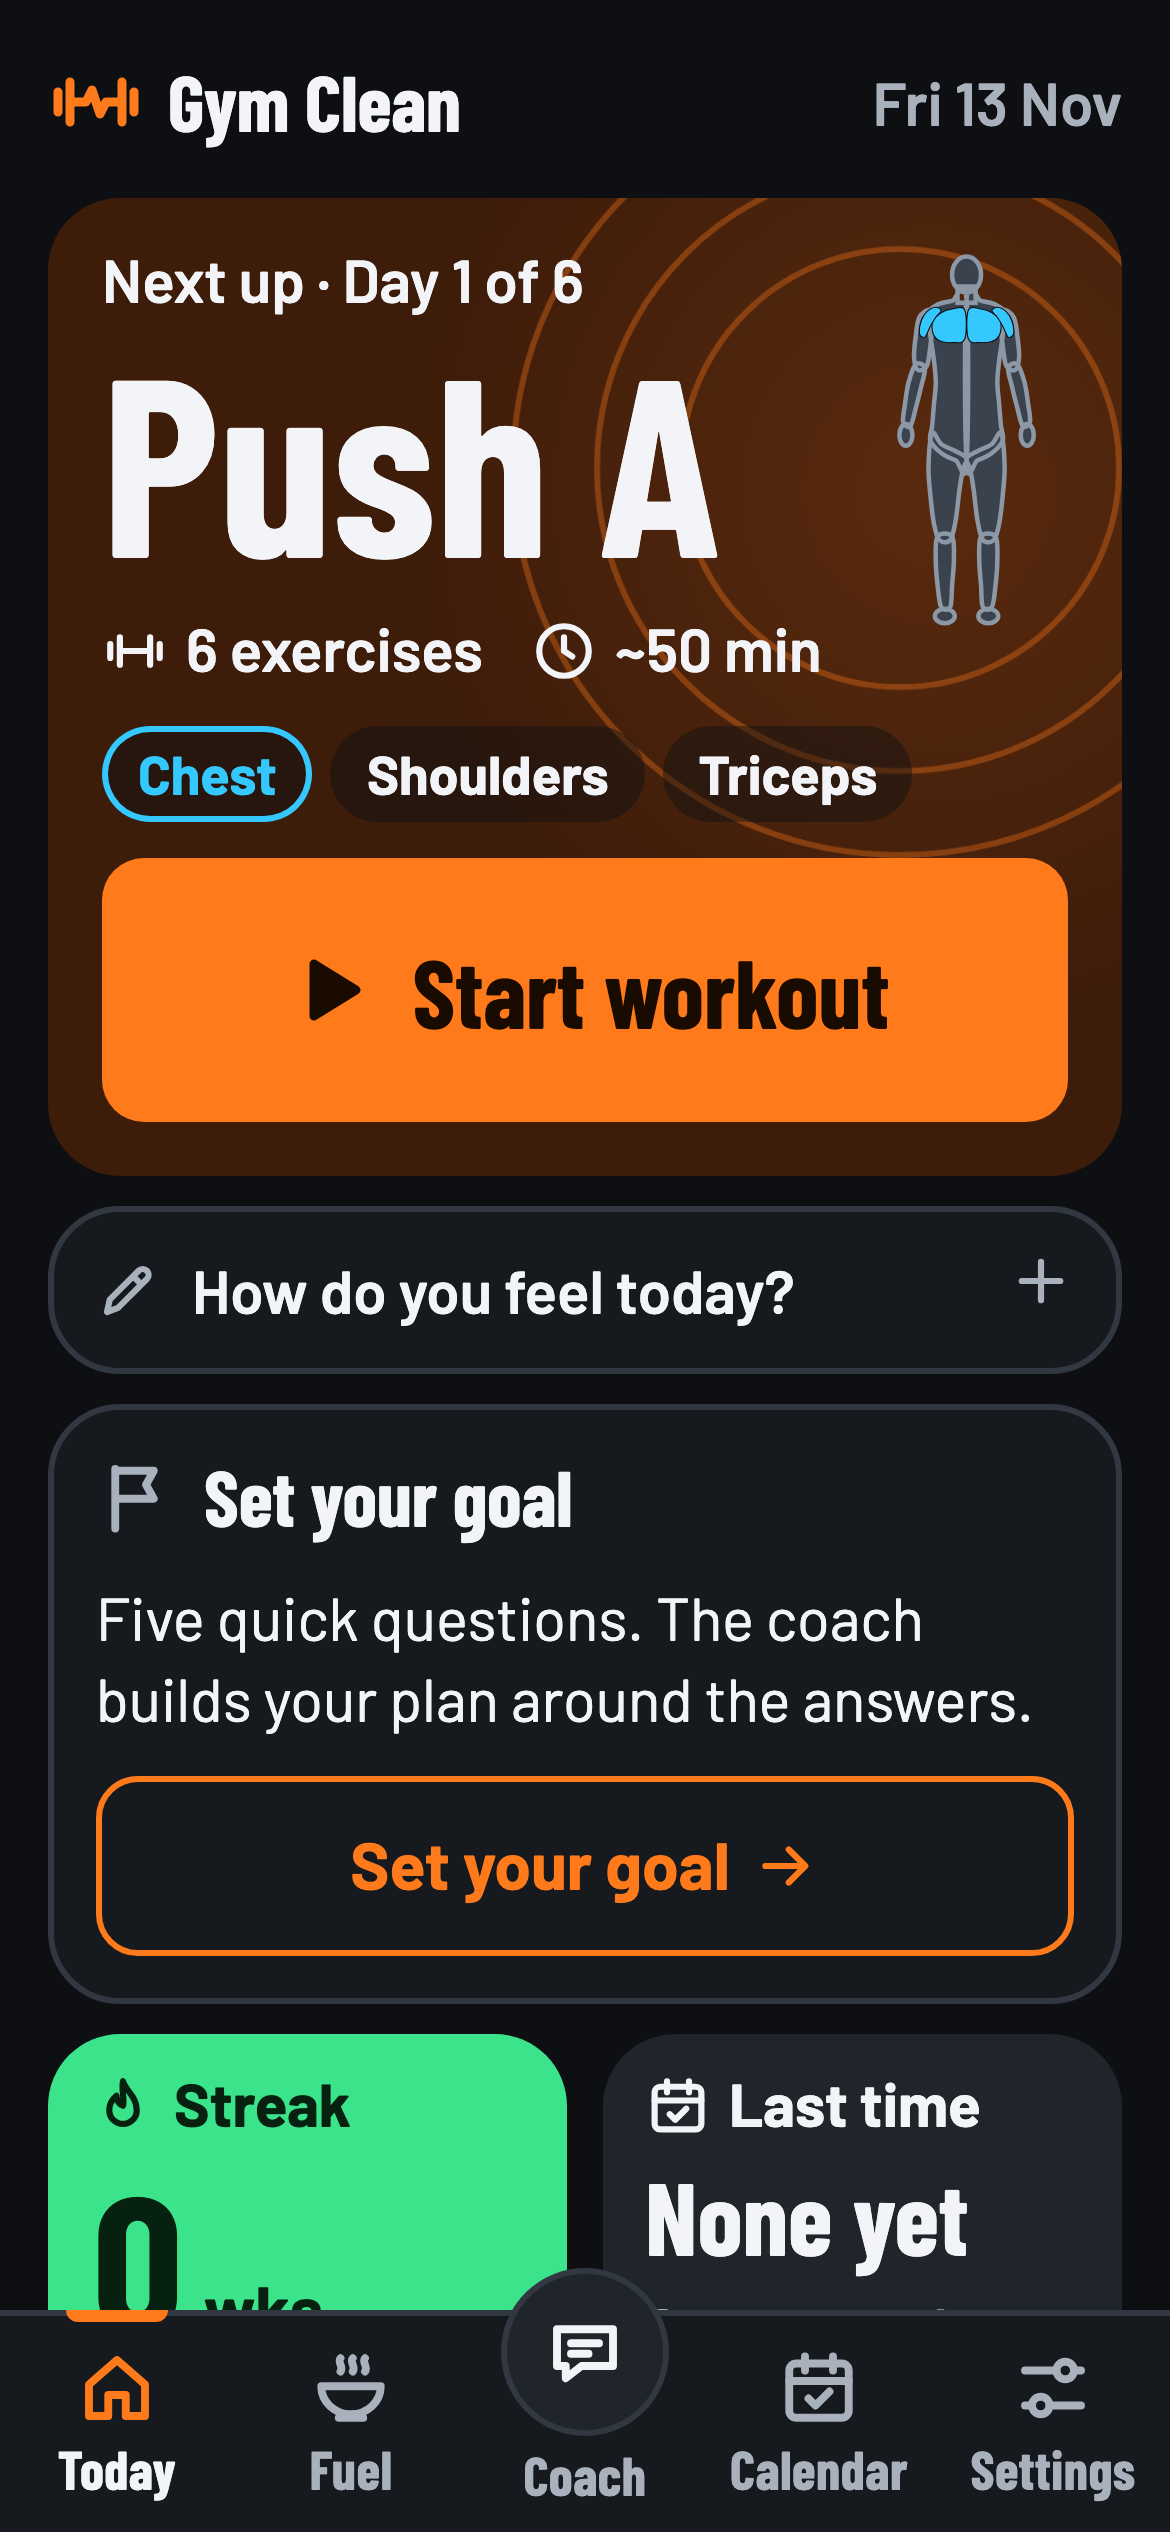 Gym Clean
Fri 13 Nov
Next up · Day 1 of 6
Push A
6 exercises
~50 min
Chest
Shoulders
Triceps
Start workout
How do you feel today?
Set your goal
Five quick questions. The coach
builds your plan around the answers.
Set your goal →
Streak
0 wks
Last time
None yet
Today
Fuel
Coach
Calendar
Settings